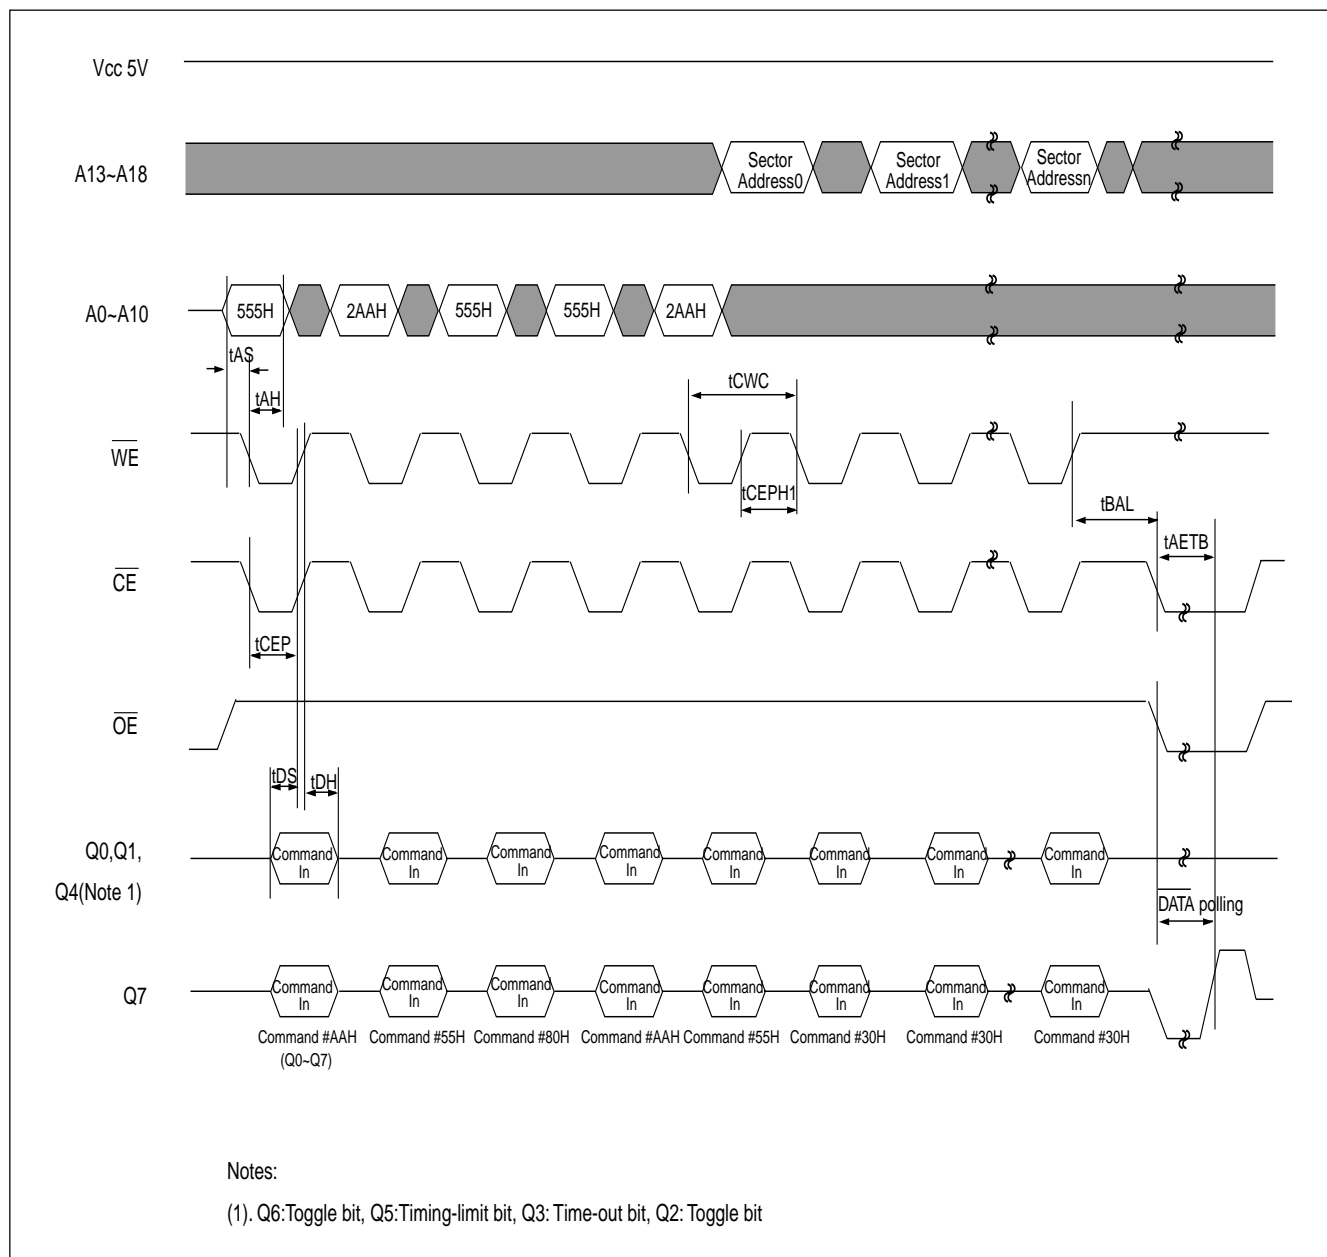 Vcc 5V
A13~A18
Sector
Address0
Sector
Address1
Sector
Addressn
A0~A10
555H
2AAH
555H
555H
2AAH
tAS
tAH
tCWC
WE
tCEPH1
tBAL
tAETB
CE
tCEP
OE
tDS
tDH
Q0,Q1,
Q4(Note 1)
Command
In
Command
In
Command
In
Command
In
Command
In
Command
In
Command
In
Command
In
DATA polling
Q7
Command
In
Command
In
Command
In
Command
In
Command
In
Command
In
Command
In
Command
In
Command #AAH
(Q0~Q7)
Command #55H
Command #80H
Command #AAH
Command #55H
Command #30H
Command #30H
Command #30H
Notes:
(1). Q6:Toggle bit, Q5:Timing-limit bit, Q3: Time-out bit, Q2: Toggle bit